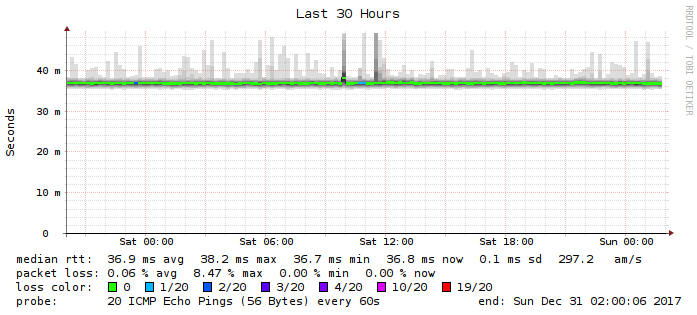 Last 30 Hours
RRDTOOL / TOBI OETIKER
Seconds
40 m
30 m
20 m
10 m
0
Sat 00:00 Sat 06:00 Sat 12:00 Sat 18:00 Sun 00:00
median rtt: 36.9 ms avg 38.2 ms max 36.7 ms min 36.8 ms now 0.1 ms sd 297.2 am/s
packet loss: 0.06 % avg 8.47 % max 0.00 % min 0.00 % now
loss color: 0 1/20 2/20 3/20 4/20 10/20 19/20
probe: 20 ICMP Echo Pings (56 Bytes) every 60s end: Sun Dec 31 02:00:06 2017